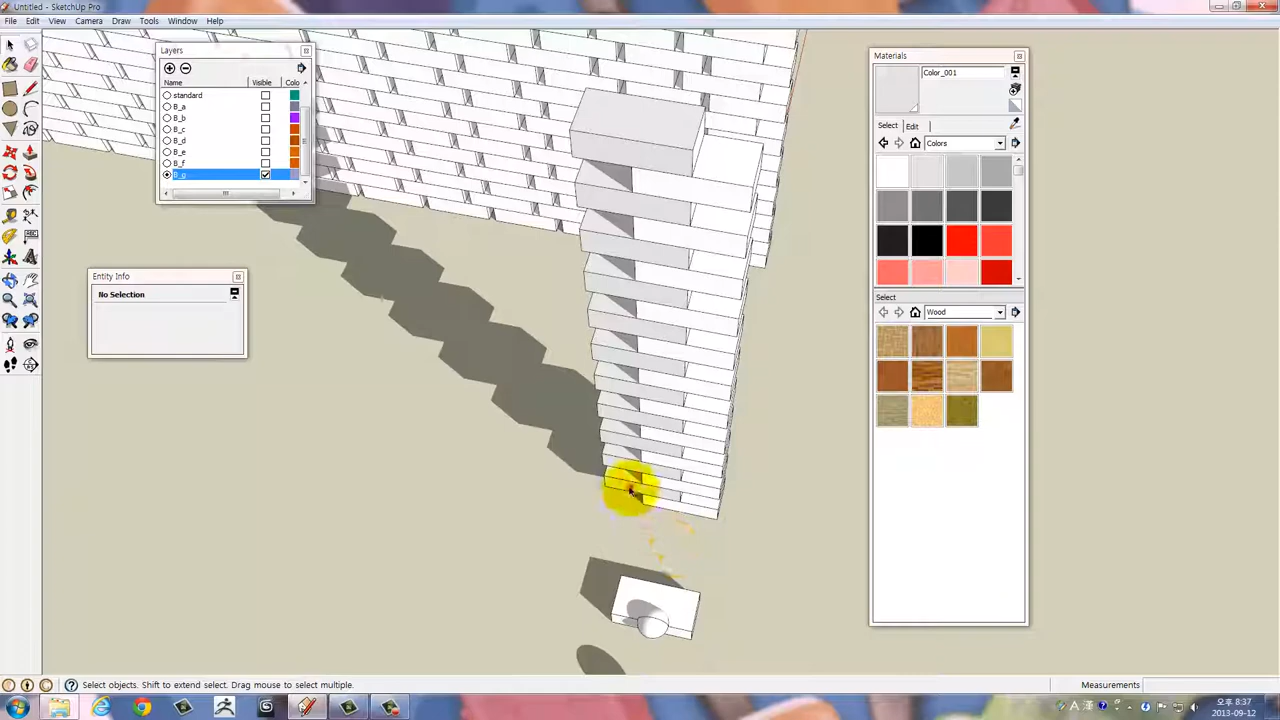 Untitled - SketchUp Pro
File Edit View Camera Draw Tools Window Help
Layers
Name Visible Colo
standard
B_a
B_b
B_c
B_d
B_e
B_f
B_g
Entity Info
No Selection
Materials
Color_001
Select Edit
Colors
Select
Wood
Select objects. Shift to extend select. Drag mouse to select multiple.
Measurements
오후 8:37
2013-09-12